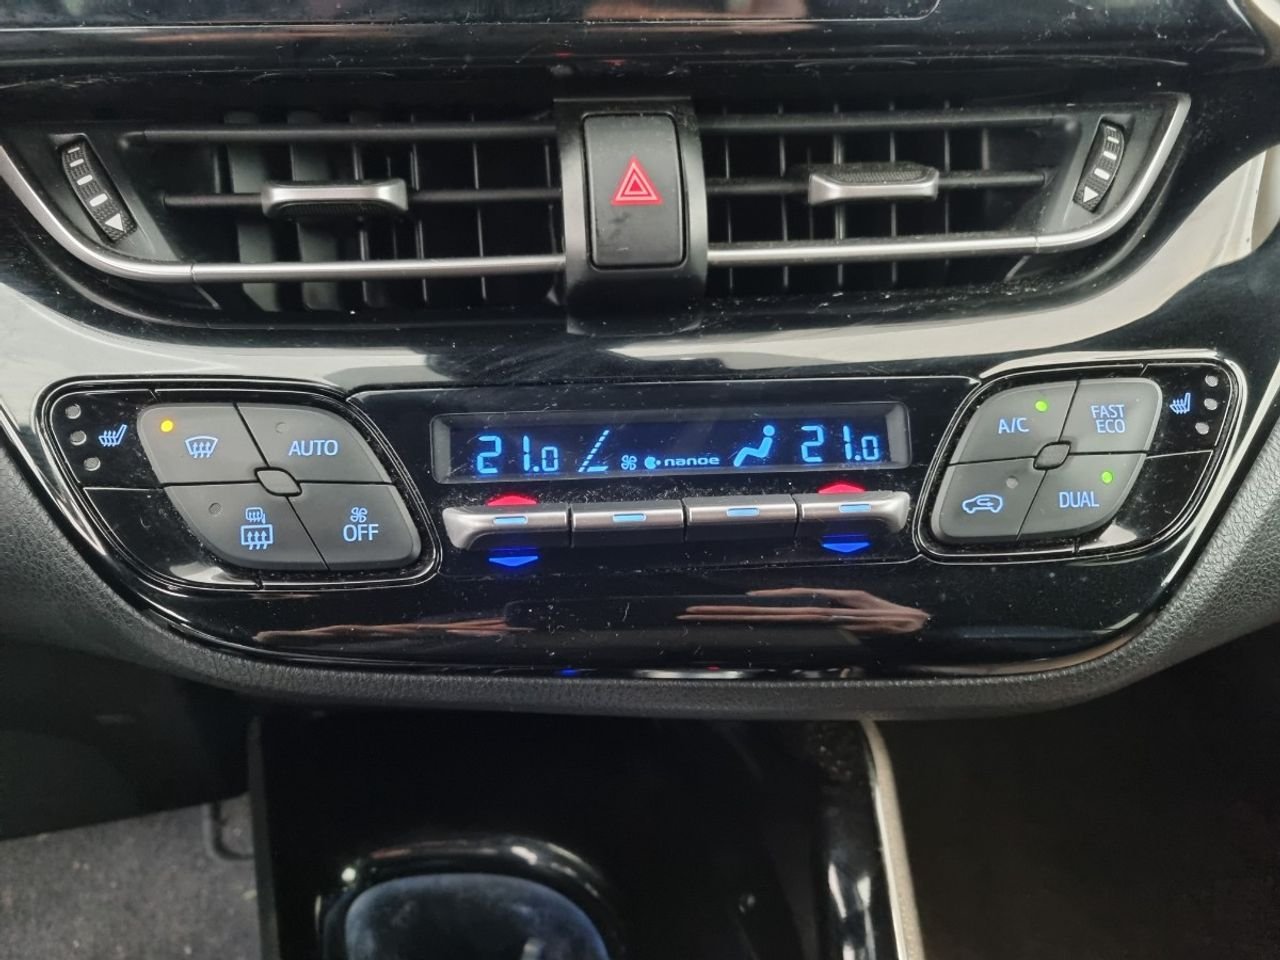 21.0 nanoe 21.0
AUTO
OFF
A/C
FAST
ECO
DUAL